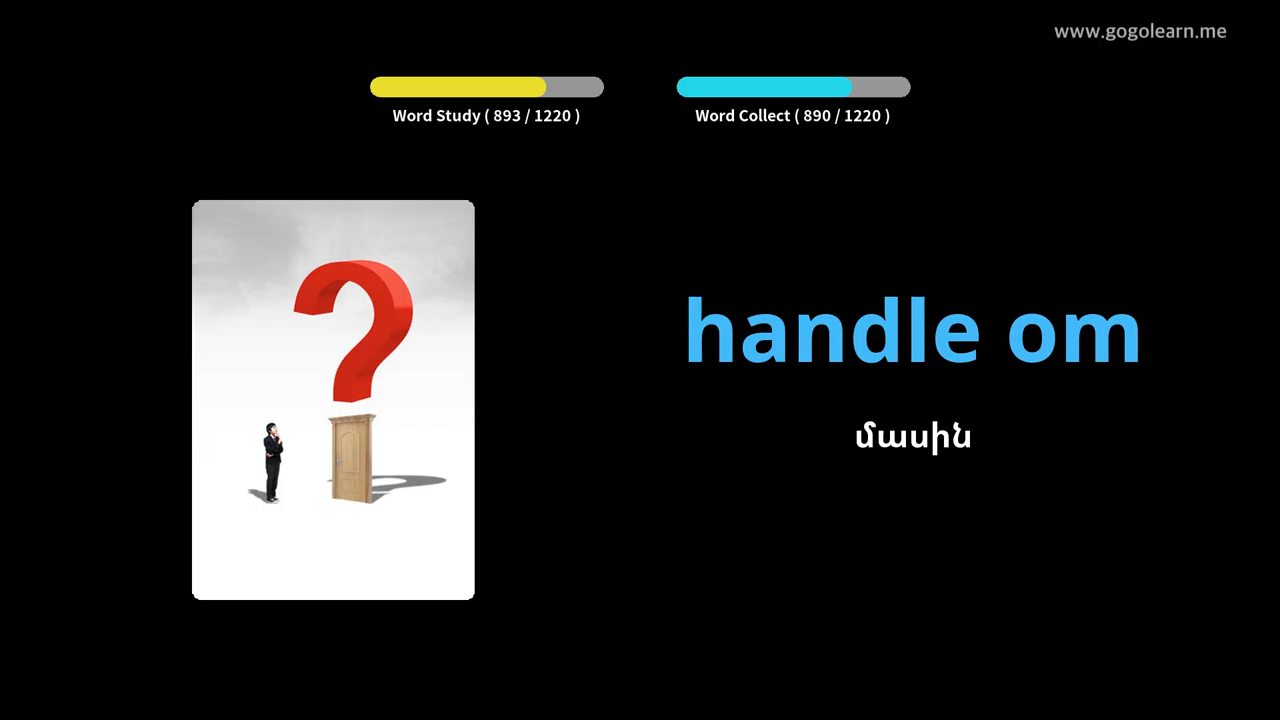 www.gogolearn.me
Word Study ( 893 / 1220 )
Word Collect ( 890 / 1220 )
handle om
մասին